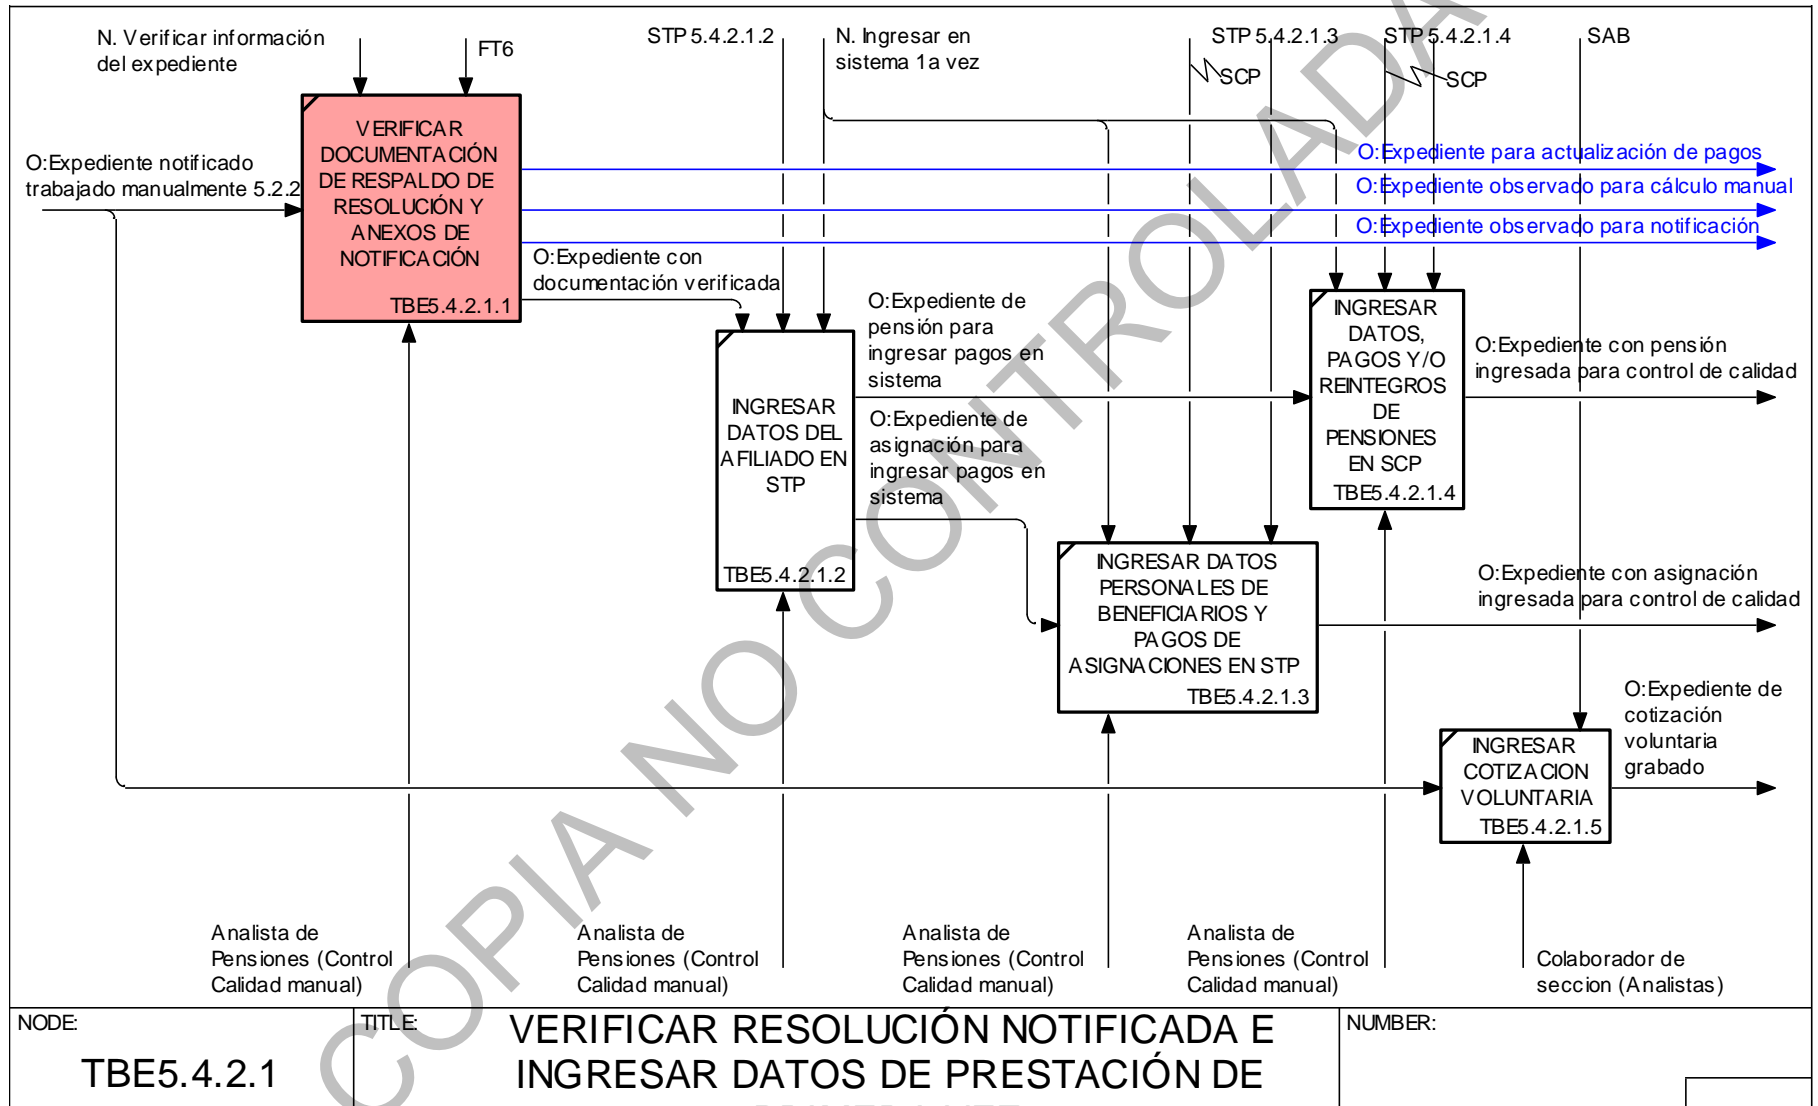 N. Verificar información
del expediente
FT6
STP 5.4.2.1.2
N. Ingresar en
sistema 1a vez
STP 5.4.2.1.3
SCP
STP 5.4.2.1.4
SCP
SAB
VERIFICAR
DOCUMENTACIÓN
DE RESPALDO DE
RESOLUCIÓN Y
ANEXOS DE
NOTIFICACIÓN
TBE5.4.2.1.1
O:Expediente notificado
trabajado manualmente 5.2.2
O:Expediente para actualización de pagos
O:Expediente observado para cálculo manual
O:Expediente observado para notificación
O:Expediente con
documentación verificada
INGRESAR
DATOS DEL
AFILIADO EN
STP
TBE5.4.2.1.2
O:Expediente de
pensión para
ingresar pagos en
sistema
O:Expediente de
asignación para
ingresar pagos en
sistema
INGRESAR
DATOS,
PAGOS Y/O
REINTEGROS
DE
PENSIONES
EN SCP
TBE5.4.2.1.4
O:Expediente con pensión
ingresada para control de calidad
INGRESAR DATOS
PERSONALES DE
BENEFICIARIOS Y
PAGOS DE
ASIGNACIONES EN STP
TBE5.4.2.1.3
O:Expediente con asignación
ingresada para control de calidad
INGRESAR
COTIZACION
VOLUNTARIA
TBE5.4.2.1.5
O:Expediente de
cotización
voluntaria
grabado
Analista de
Pensiones (Control
Calidad manual)
Analista de
Pensiones (Control
Calidad manual)
Analista de
Pensiones (Control
Calidad manual)
Analista de
Pensiones (Control
Calidad manual)
Colaborador de
seccion (Analistas)
COPIA NO CONTROLADA
NODE:
TBE5.4.2.1
TITLE:
VERIFICAR RESOLUCIÓN NOTIFICADA E
INGRESAR DATOS DE PRESTACIÓN DE
NUMBER: